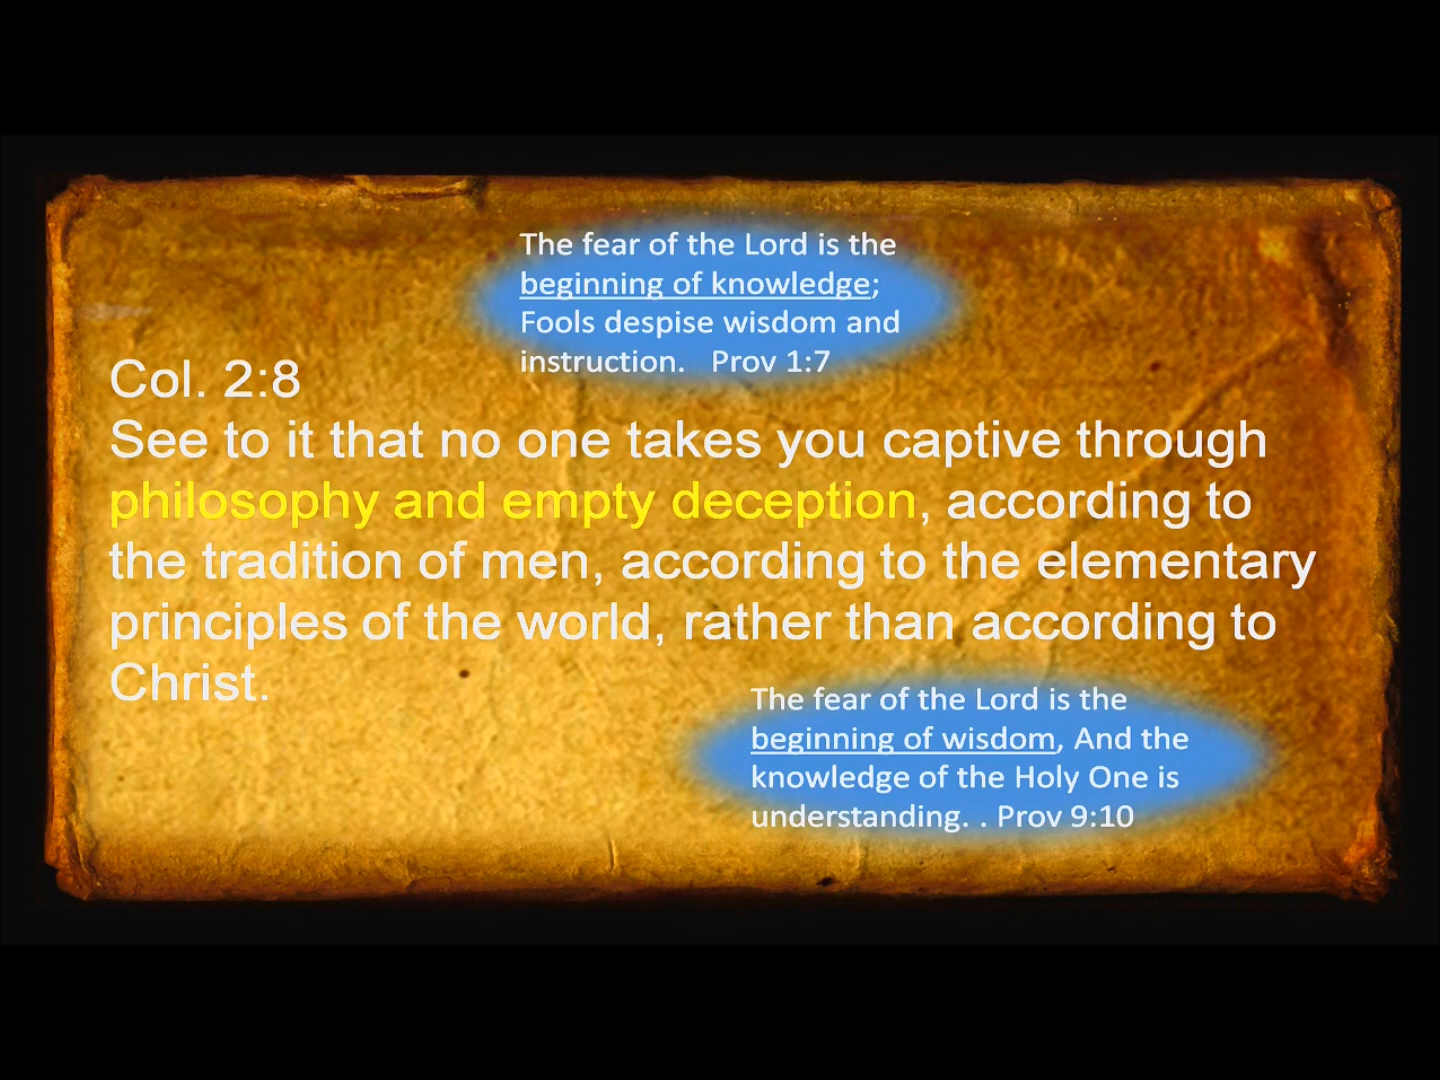 The fear of the Lord is the
beginning of knowledge;
Fools despise wisdom and
instruction.   Prov 1:7
Col. 2:8
See to it that no one takes you captive through
philosophy and empty deception, according to
the tradition of men, according to the elementary
principles of the world, rather than according to
Christ.
The fear of the Lord is the
beginning of wisdom, And the
knowledge of the Holy One is
understanding. . Prov 9:10